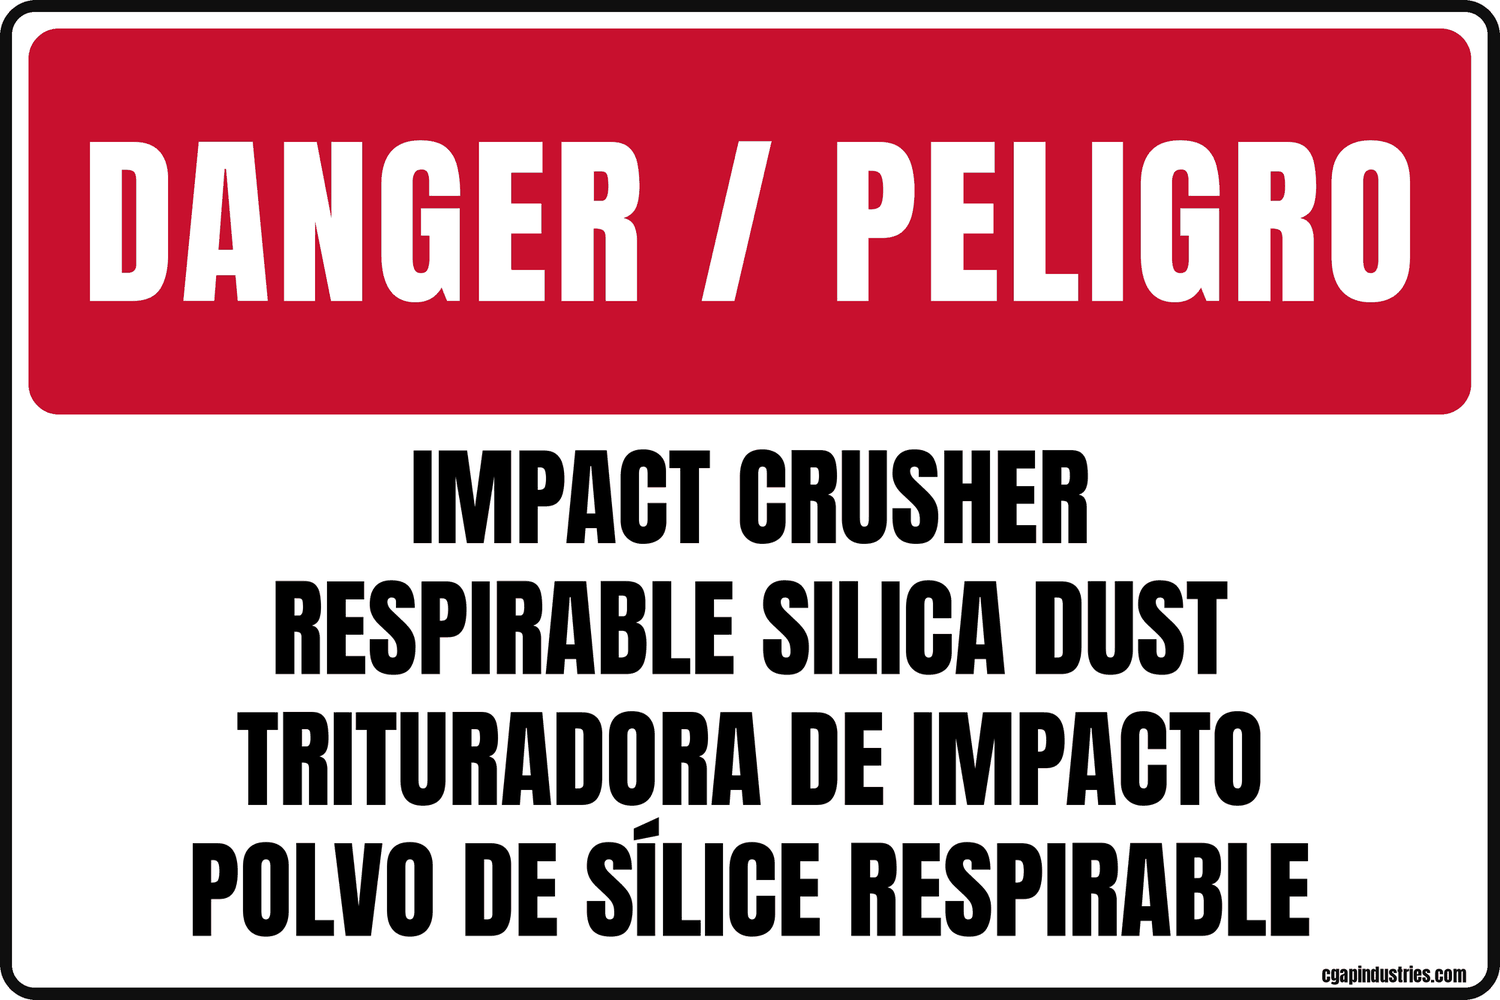 DANGER / PELIGRO
IMPACT CRUSHER
RESPIRABLE SILICA DUST
TRITURADORA DE IMPACTO
POLVO DE SÍLICE RESPIRABLE
cgapindustries.com